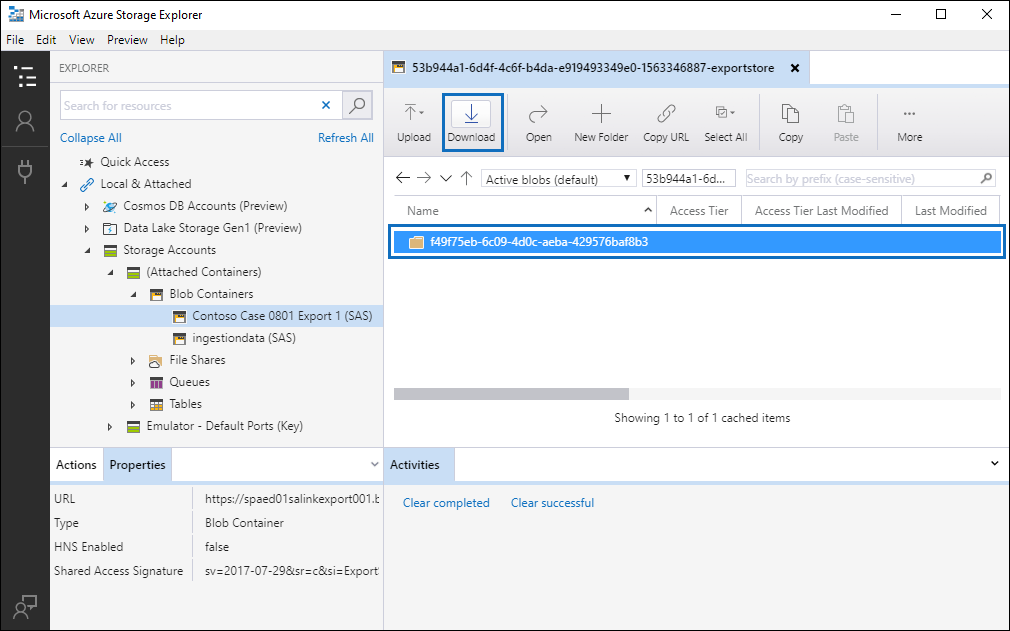 Microsoft Azure Storage Explorer
File Edit View Preview Help
EXPLORER
Search for resources
Collapse All Refresh All
Quick Access
Local & Attached
Cosmos DB Accounts (Preview)
Data Lake Storage Gen1 (Preview)
Storage Accounts
(Attached Containers)
Blob Containers
Contoso Case 0801 Export 1 (SAS)
ingestiondata (SAS)
File Shares
Queues
Tables
Emulator - Default Ports (Key)
Actions Properties
URL https://spaed01salinkexport001.b
Type Blob Container
HNS Enabled false
Shared Access Signature sv=2017-07-29&sr=c&si=Export
53b944a1-6d4f-4c6f-b4da-e919493349e0-1563346887-exportstore
Upload Download Open New Folder Copy URL Select All Copy Paste More
Active blobs (default) 53b944a1-6d... Search by prefix (case-sensitive)
Name Access Tier Access Tier Last Modified Last Modified
f49f75eb-6c09-4d0c-aeba-429576baf8b3
Showing 1 to 1 of 1 cached items
Activities
Clear completed Clear successful